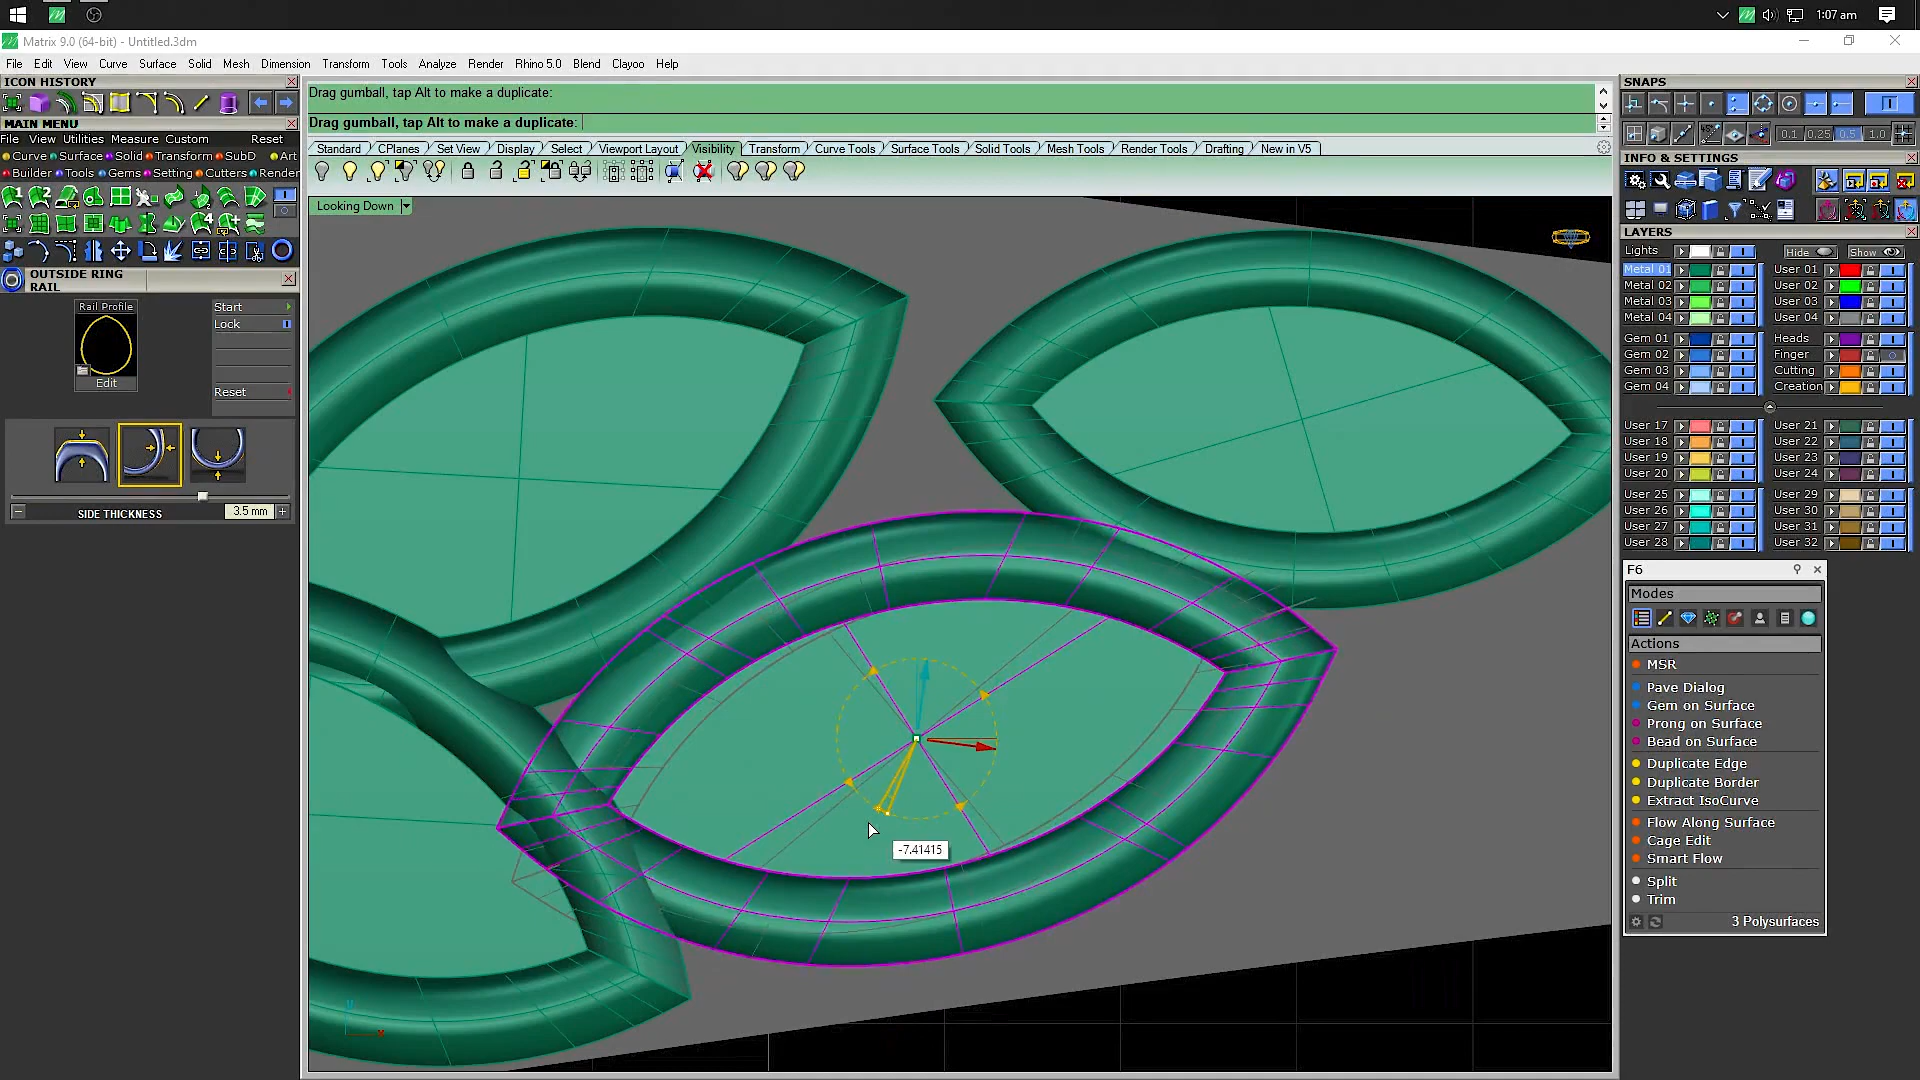 1:07 am
Matrix 9.0 (64-bit) - Untitled.3dm
File Edit View Curve Surface Solid Mesh Dimension Transform Tools Analyze Render Rhino 5.0 Blend Clayoo Help
ICON HISTORY
MAIN MENU
File View Utilities Measure Custom Reset
Curve Surface Solid Transform SubD Art
Builder Tools Gems Setting Cutters Render
OUTSIDE RING RAIL
Rail Profile
Edit
Start
Lock
Reset
SIDE THICKNESS 3.5 mm
Drag gumball, tap Alt to make a duplicate:
Drag gumball, tap Alt to make a duplicate:
Standard CPlanes Set View Display Select Viewport Layout Visibility Transform Curve Tools Surface Tools Solid Tools Mesh Tools Render Tools Drafting New in V5
Looking Down
-7.41415
SNAPS
0.1 0.25 0.5 1.0
INFO & SETTINGS
LAYERS
Lights Hide Show
Metal 01 User 01
Metal 02 User 02
Metal 03 User 03
Metal 04 User 04
Gem 01 Heads
Gem 02 Finger
Gem 03 Cutting
Gem 04 Creation
User 17 User 21
User 18 User 22
User 19 User 23
User 20 User 24
User 25 User 29
User 26 User 30
User 27 User 31
User 28 User 32
F6
Modes
Actions
MSR
Pave Dialog
Gem on Surface
Prong on Surface
Bead on Surface
Duplicate Edge
Duplicate Border
Extract IsoCurve
Flow Along Surface
Cage Edit
Smart Flow
Split
Trim
3 Polysurfaces